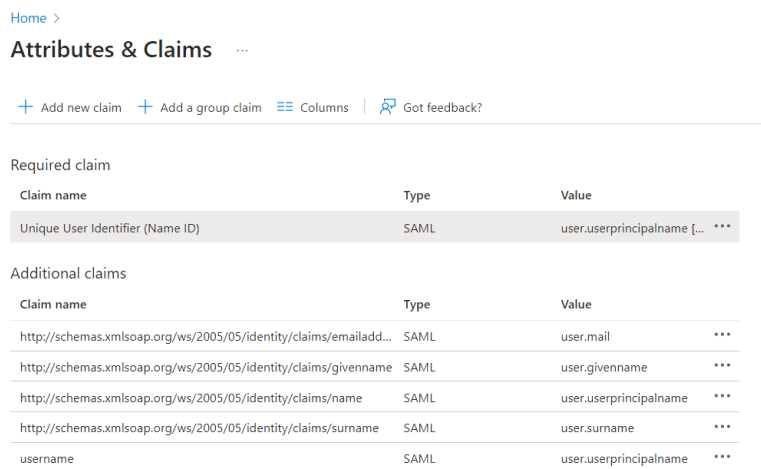 Home >
Attributes & Claims ...
Add new claim Add a group claim Columns Got feedback?
Required claim
Claim name Type Value
Unique User Identifier (Name ID) SAML user.userprincipalname [... ...
Additional claims
Claim name Type Value
http://schemas.xmlsoap.org/ws/2005/05/identity/claims/emailadd... SAML user.mail ...
http://schemas.xmlsoap.org/ws/2005/05/identity/claims/givenname SAML user.givenname ...
http://schemas.xmlsoap.org/ws/2005/05/identity/claims/name SAML user.userprincipalname ...
http://schemas.xmlsoap.org/ws/2005/05/identity/claims/surname SAML user.surname ...
username SAML user.userprincipalname ...